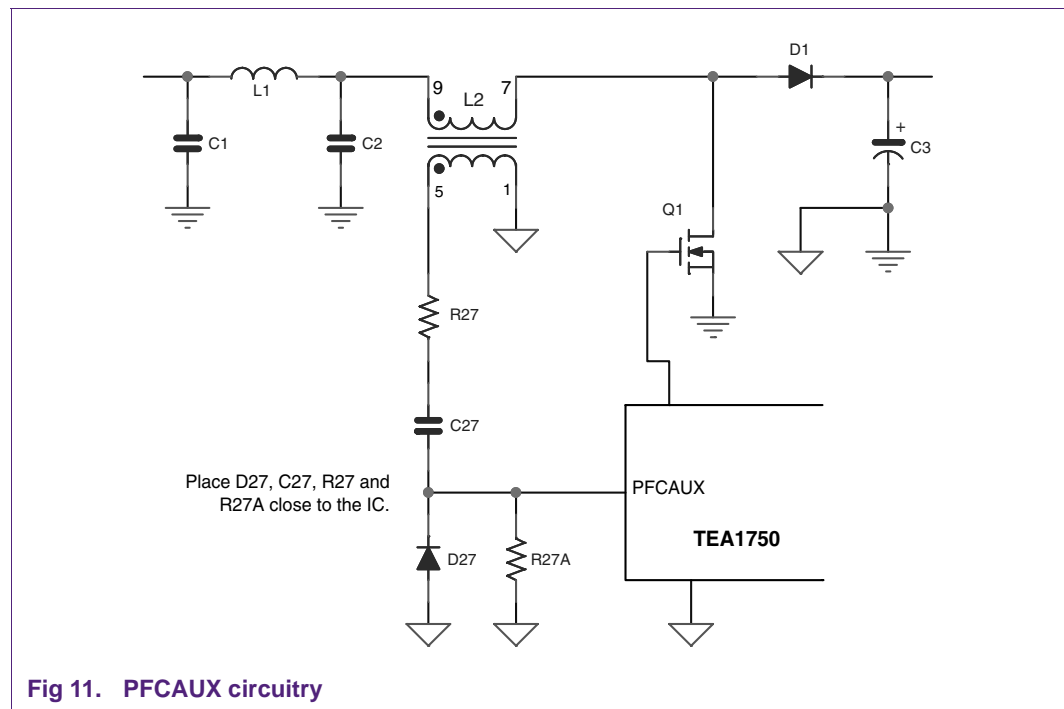 D1
L1
9
L2
7
C1
C2
+
C3
5
1
Q1
R27
C27
Place D27, C27, R27 and
R27A close to the IC.
PFCAUX
TEA1750
D27
R27A
Fig 11. PFCAUX circuitry